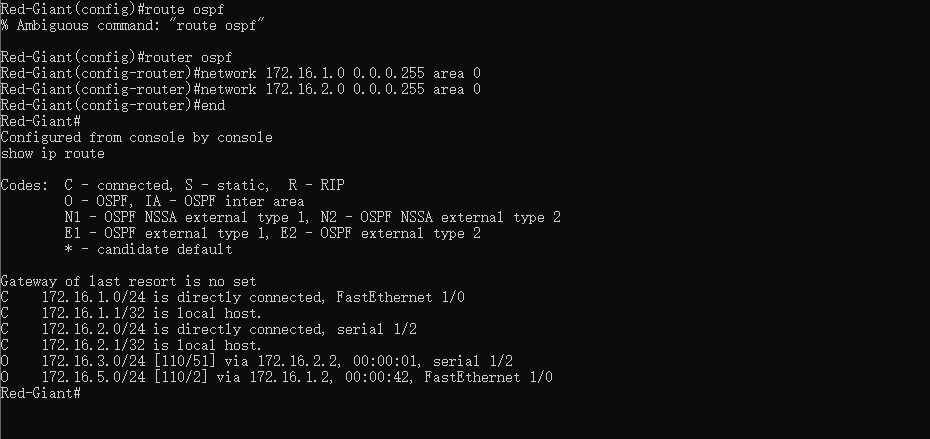 Red-Giant(config)#route ospf
% Ambiguous command: "route ospf"
Red-Giant(config)#router ospf
Red-Giant(config-router)#network 172.16.1.0 0.0.0.255 area 0
Red-Giant(config-router)#network 172.16.2.0 0.0.0.255 area 0
Red-Giant(config-router)#end
Red-Giant#
Configured from console by console
show ip route
Codes:  C - connected, S - static,  R - RIP
        O - OSPF, IA - OSPF inter area
        N1 - OSPF NSSA external type 1, N2 - OSPF NSSA external type 2
        E1 - OSPF external type 1, E2 - OSPF external type 2
        * - candidate default
Gateway of last resort is no set
C    172.16.1.0/24 is directly connected, FastEthernet 1/0
C    172.16.1.1/32 is local host.
C    172.16.2.0/24 is directly connected, serial 1/2
C    172.16.2.1/32 is local host.
O    172.16.3.0/24 [110/51] via 172.16.2.2, 00:00:01, serial 1/2
O    172.16.5.0/24 [110/2] via 172.16.1.2, 00:00:42, FastEthernet 1/0
Red-Giant#